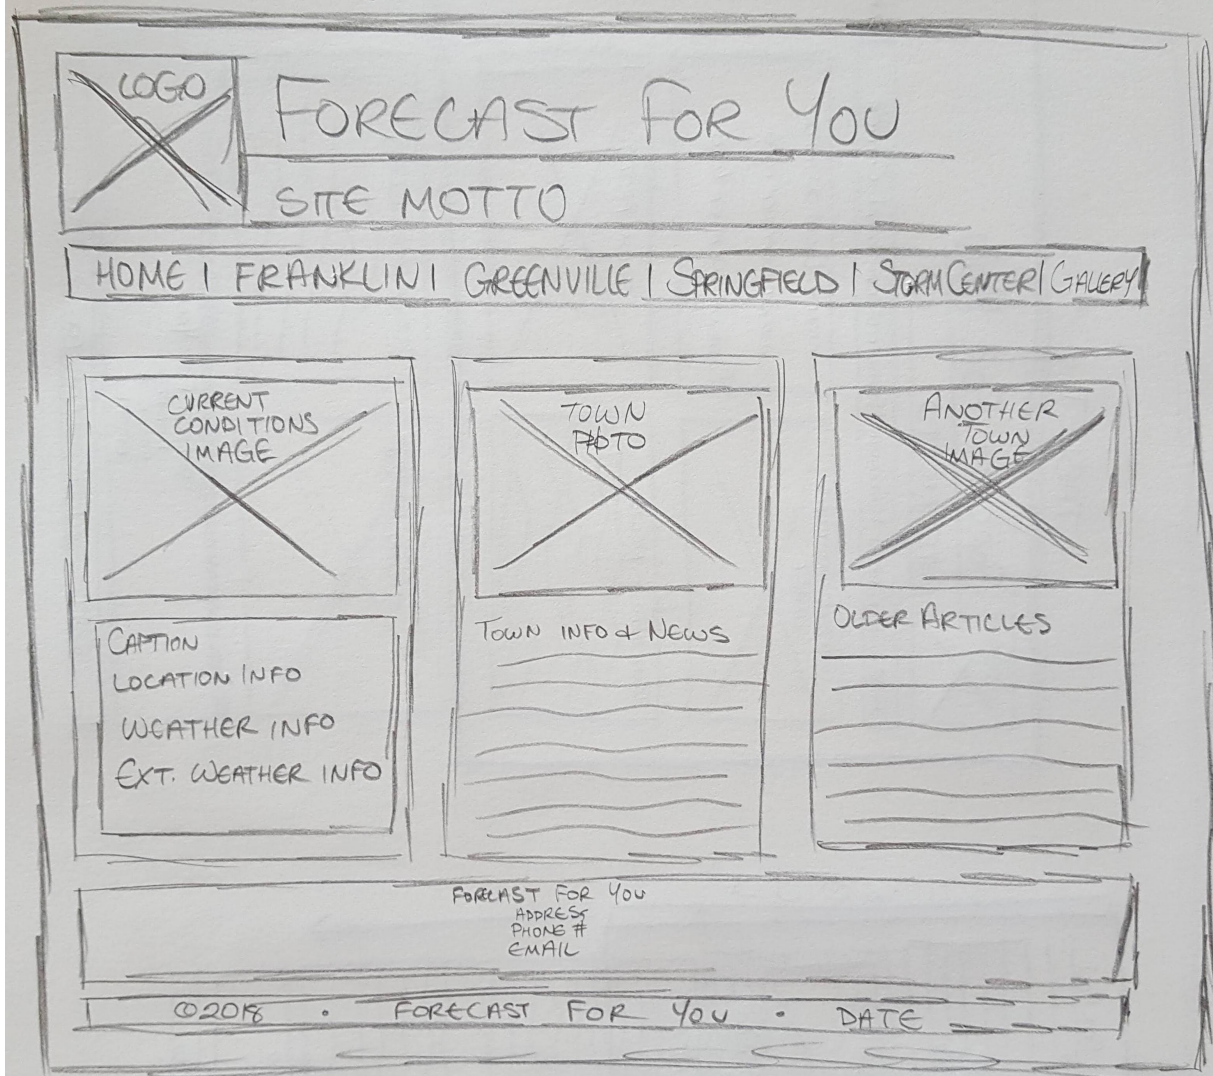 LOGO
FORECAST FOR YOU
SITE MOTTO
HOME | FRANKLIN | GREENVILLE | SPRINGFIELD | STORM CENTER | GALLERY
CURRENT
CONDITIONS
IMAGE
CAPTION
LOCATION INFO
WEATHER INFO
EXT. WEATHER INFO
TOWN
PHOTO
TOWN INFO & NEWS
ANOTHER
TOWN
IMAGE
OLDER ARTICLES
FORECAST FOR YOU
ADDRESS
PHONE #
EMAIL
©2018 • FORECAST FOR YOU • DATE